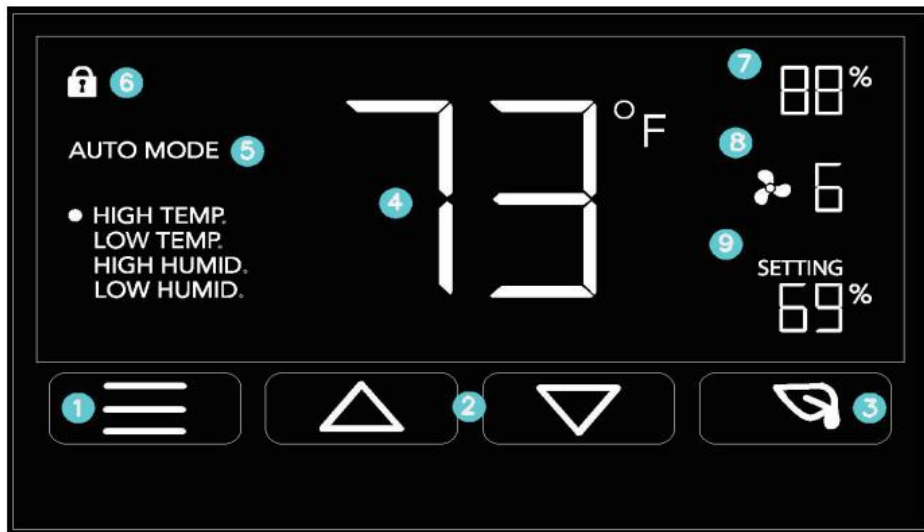 6
AUTO MODE 5
HIGH TEMP.
LOW TEMP.
HIGH HUMID.
LOW HUMID.
4
73°F
7
88%
8
6
9
SETTING
69%
1
2
3